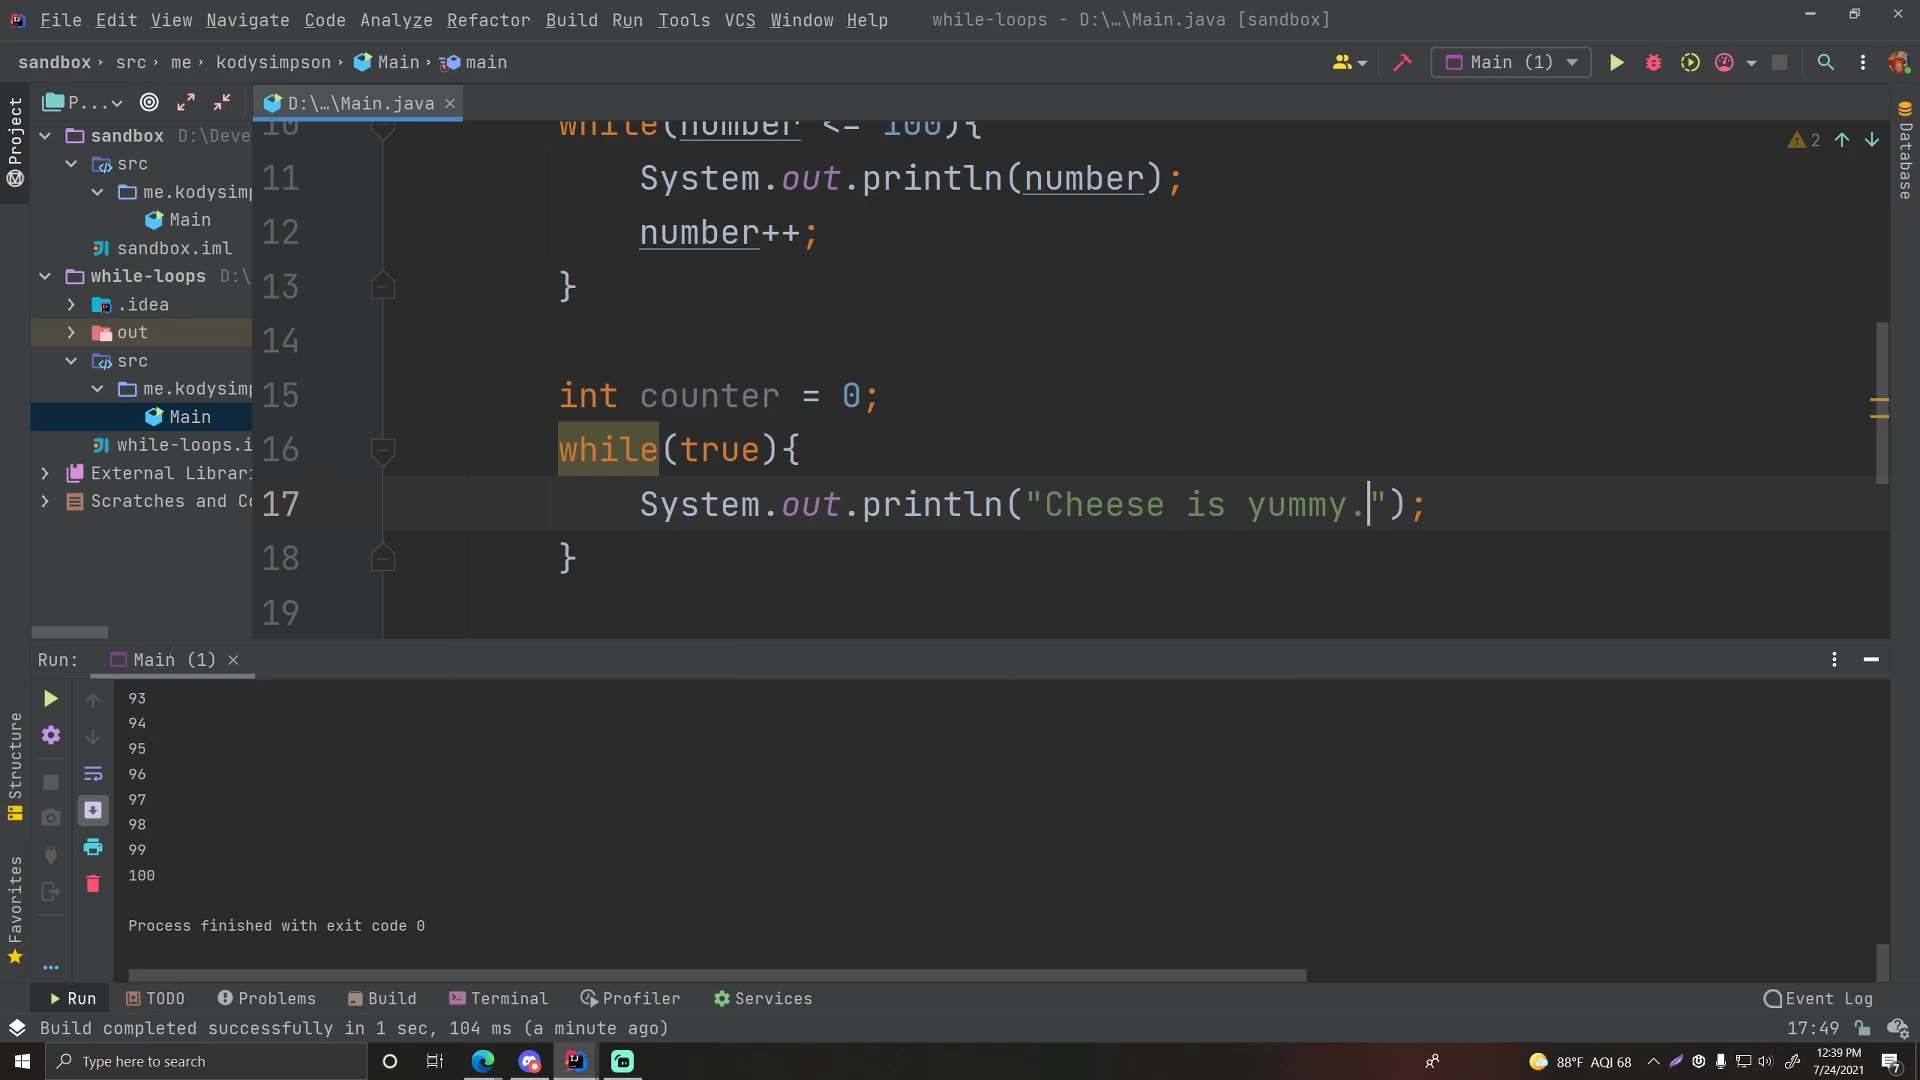 File Edit View Navigate Code Analyze Refactor Build Run Tools VCS Window Help while-loops - D:\...\Main.java [sandbox]
sandbox › src › me › kodysimpson › Main › main
Main (1)
Project
P...
D:\...\Main.java
sandbox D:\Deve
src
me.kodysimp
Main
sandbox.iml
while-loops D:\
.idea
out
src
me.kodysimp
Main
while-loops.i
External Librari
Scratches and Co
10 while(number <= 100){
11 System.out.println(number);
12 number++;
13 }
14
15 int counter = 0;
16 while(true){
17 System.out.println("Cheese is yummy.");
18 }
19
2
Database
Run: Main (1)
93
94
95
96
97
98
99
100
Process finished with exit code 0
Structure
Favorites
Run TODO Problems Build Terminal Profiler Services Event Log
Build completed successfully in 1 sec, 104 ms (a minute ago) 17:49
Type here to search
88°F AQI 68
12:39 PM
7/24/2021
7